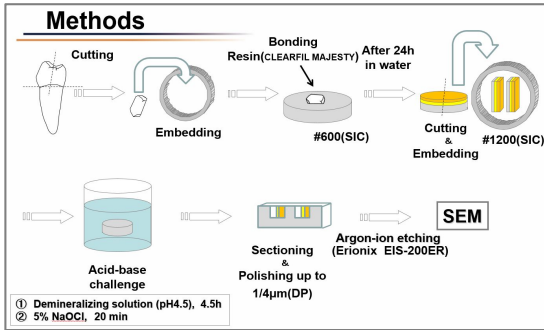 Methods
Cutting
Embedding
Bonding
Resin(CLEARFIL MAJESTY)
#600(SIC)
After 24h
in water
Cutting
&
Embedding
#1200(SIC)
Acid-base
challenge
Sectioning
&
Polishing up to
1/4μm(DP)
Argon-ion etching
(Erionix EIS-200ER)
SEM
① Demineralizing solution (pH4.5), 4.5h
② 5% NaOCl, 20 min